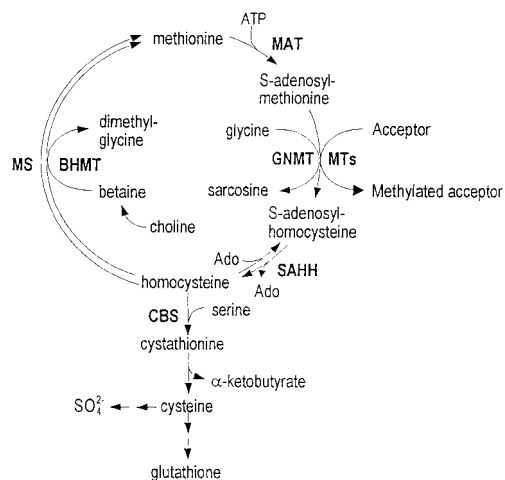 ATP
methionine
MAT
S-adenosyl-
methionine
dimethyl-
glycine
glycine
Acceptor
MS
BHMT
GNMT
MTs
betaine
sarcosine
Methylated acceptor
choline
S-adenosyl-
homocysteine
Ado
SAHH
homocysteine
Ado
CBS
serine
cystathionine
α-ketobutyrate
SO₄²⁻
cysteine
glutathione